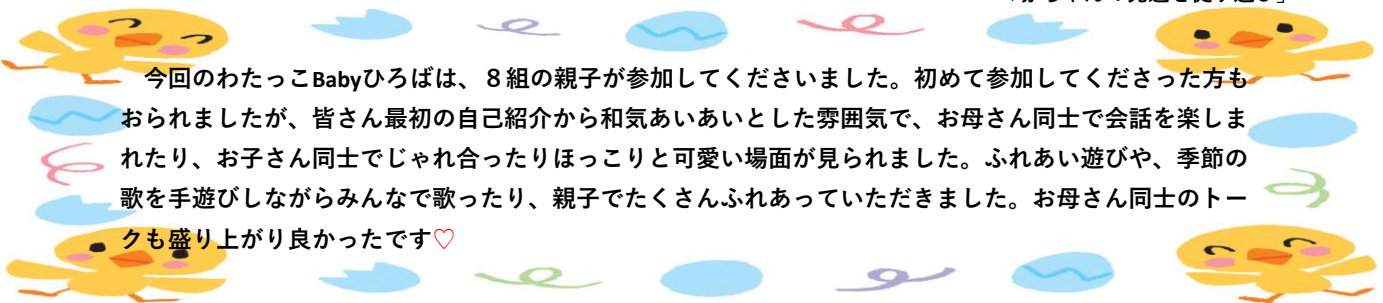 今回のわたっこBabyひろばは、８組の親子が参加してくださいました。初めて参加してくださった方も
おられましたが、皆さん最初の自己紹介から和気あいあいとした雰囲気で、お母さん同士で会話を楽しま
れたり、お子さん同士でじゃれ合ったりほっこりと可愛い場面が見られました。ふれあい遊びや、季節の
歌を手遊びしながらみんなで歌ったり、親子でたくさんふれあっていただきました。お母さん同士のトー
クも盛り上がり良かったです♡